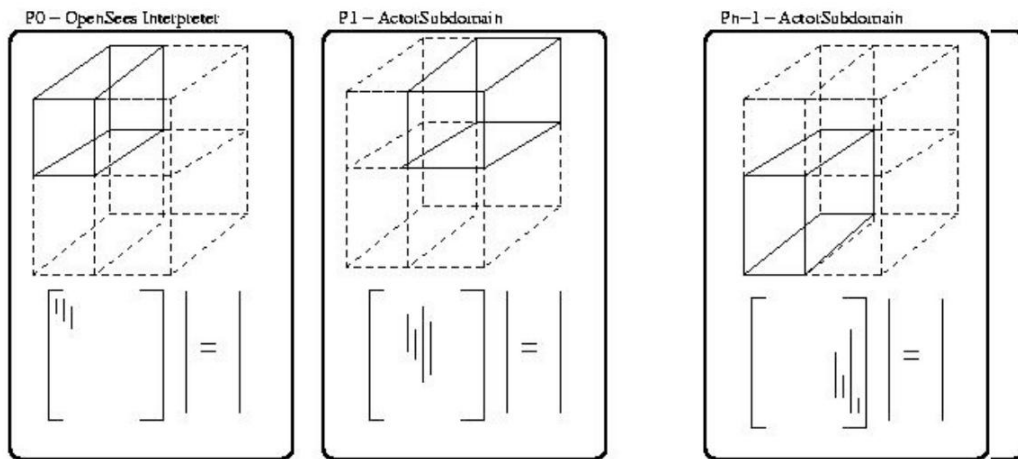 P0 – OpenSees Interpreter
P1 – ActorSubdomain
Pn–1 – ActorSubdomain
=
=
=